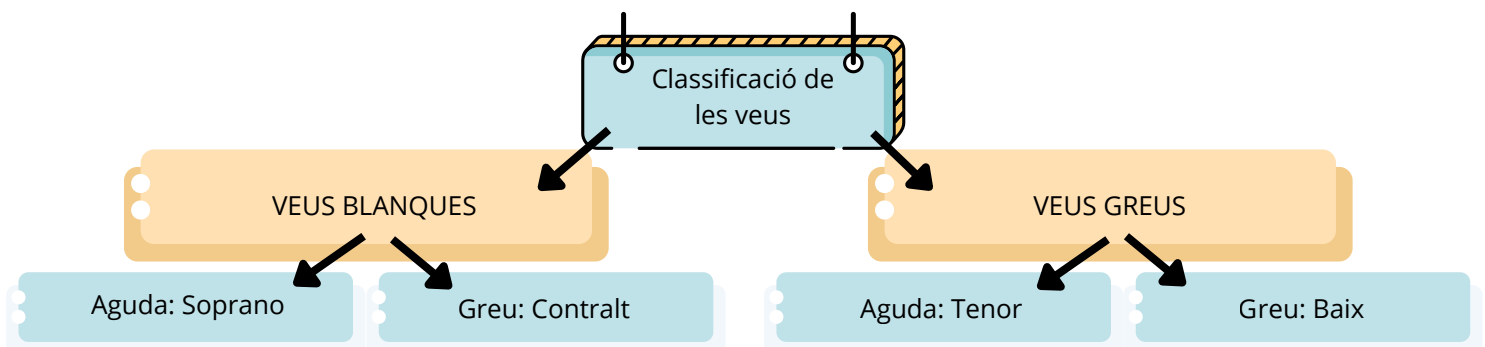 Classificació de
les veus
VEUS BLANQUES
VEUS GREUS
Aguda: Soprano
Greu: Contralt
Aguda: Tenor
Greu: Baix